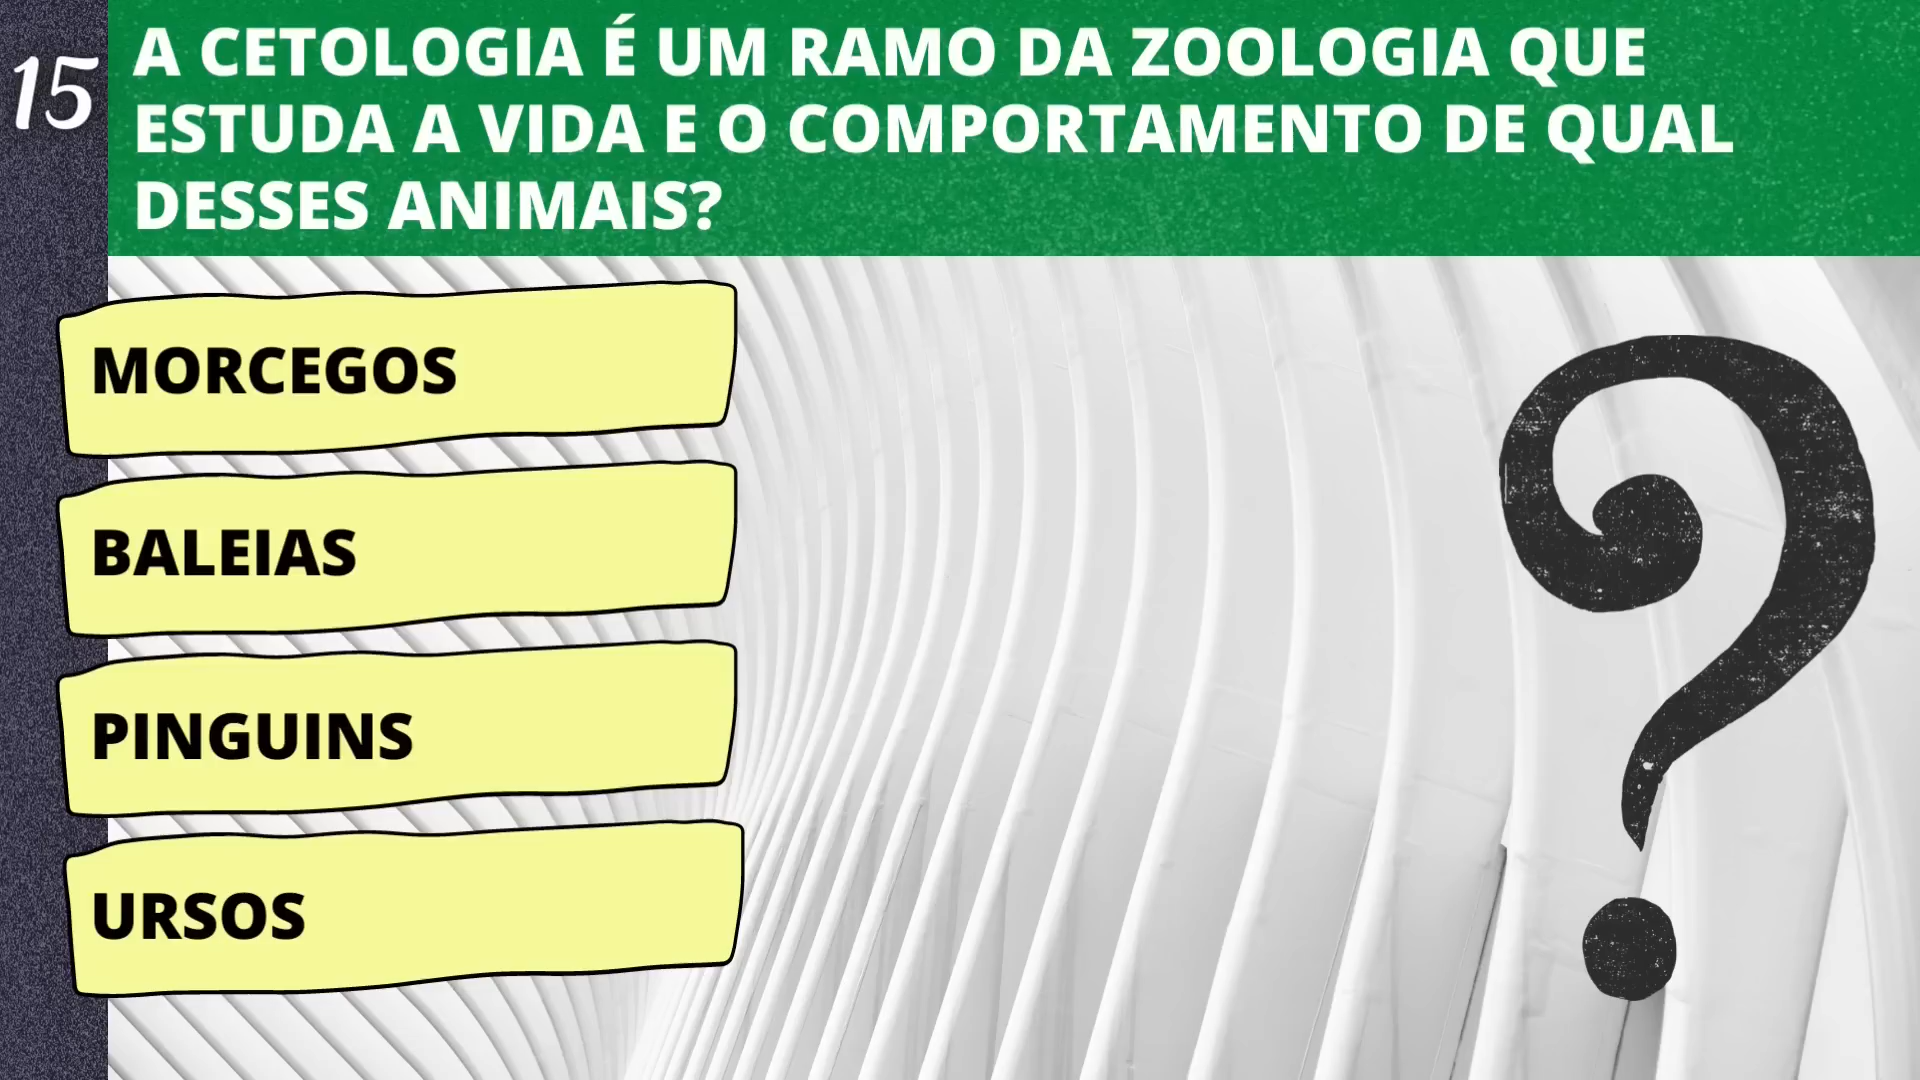 15
A CETOLOGIA É UM RAMO DA ZOOLOGIA QUE
ESTUDA A VIDA E O COMPORTAMENTO DE QUAL
DESSES ANIMAIS?
MORCEGOS
BALEIAS
PINGUINS
URSOS
?